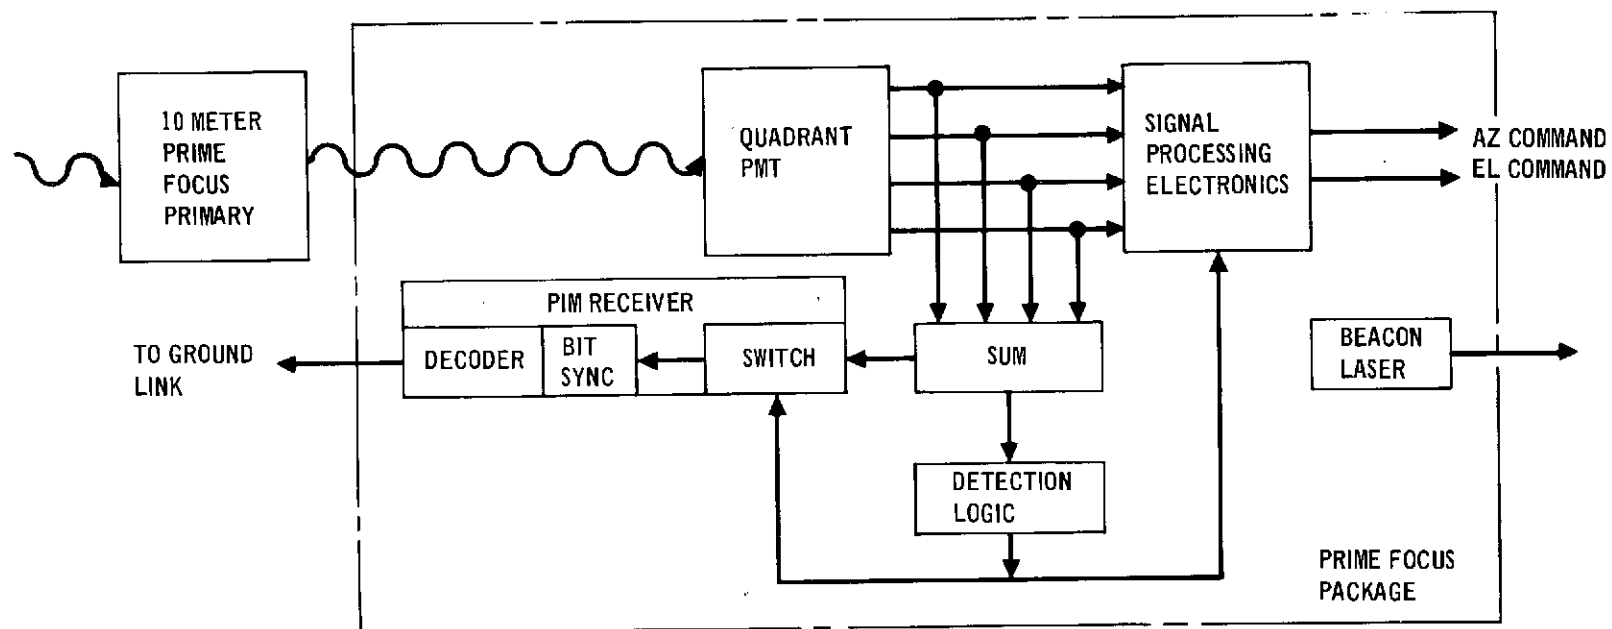 10 METER
PRIME
FOCUS
PRIMARY
QUADRANT
PMT
SIGNAL
PROCESSING
ELECTRONICS
AZ COMMAND
EL COMMAND
PIM RECEIVER
DECODER
BIT
SYNC
SWITCH
SUM
TO GROUND
LINK
BEACON
LASER
DETECTION
LOGIC
PRIME FOCUS
PACKAGE